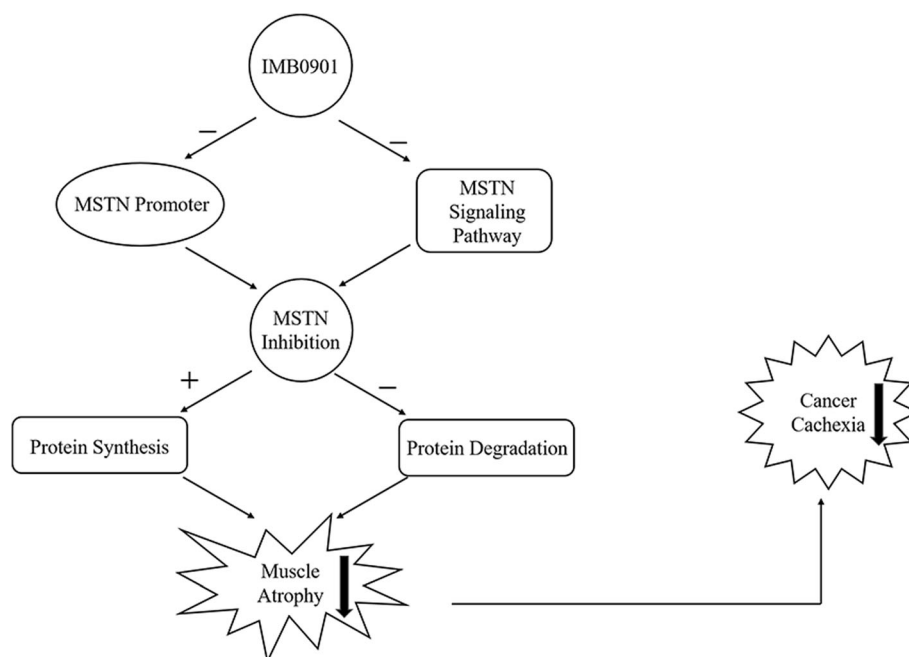 IMB0901
−
−
MSTN Promoter
MSTN
Signaling
Pathway
MSTN
Inhibition
+
−
Protein Synthesis
Protein Degradation
Cancer
Cachexia
Muscle
Atrophy